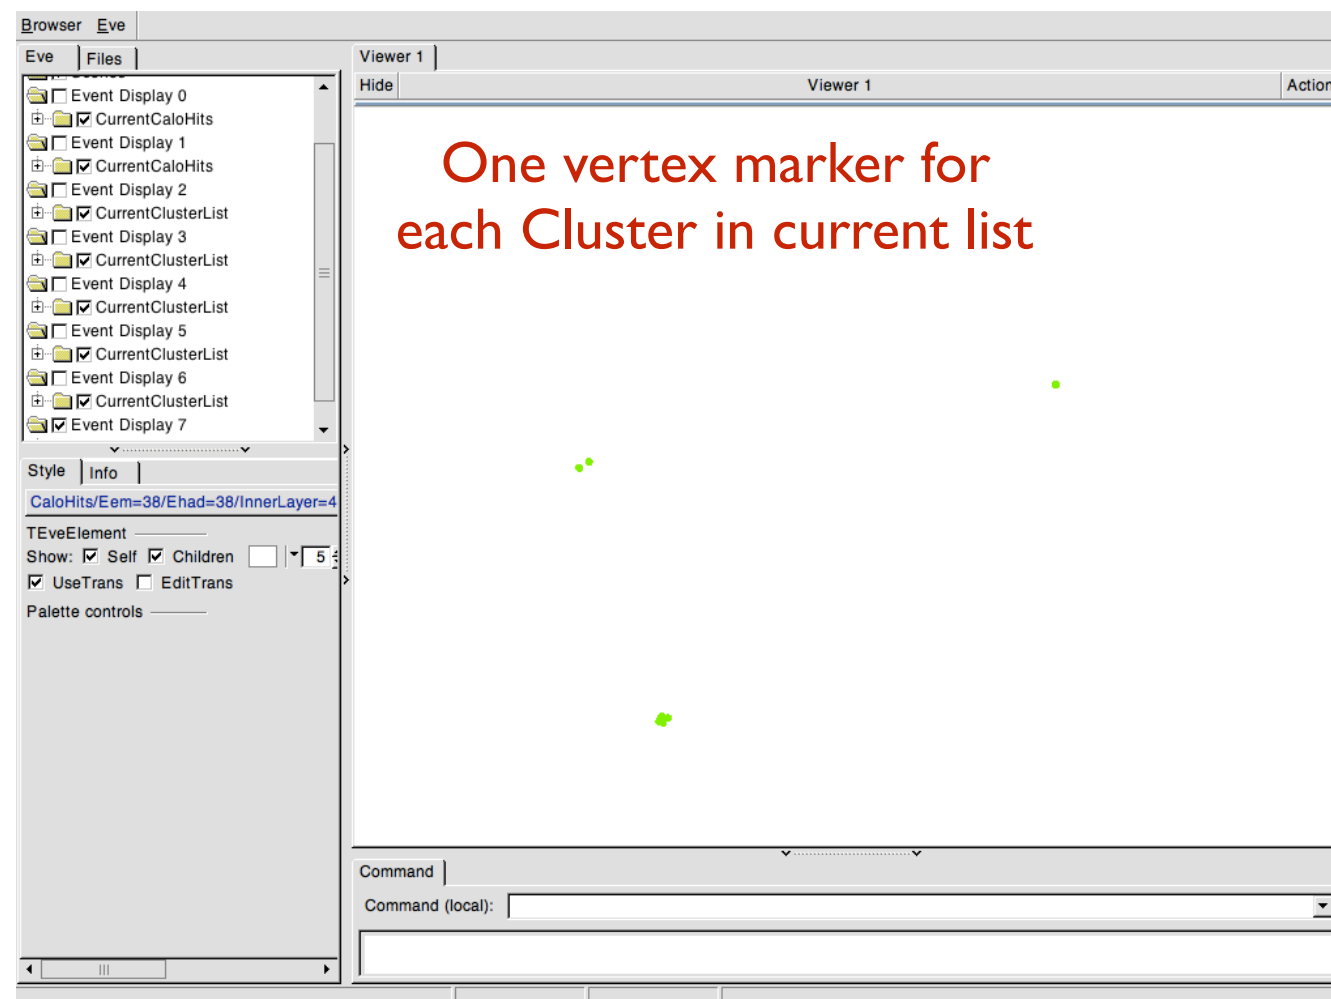 Browser Eve
Eve Files
Event Display 0
CurrentCaloHits
Event Display 1
CurrentCaloHits
Event Display 2
CurrentClusterList
Event Display 3
CurrentClusterList
Event Display 4
CurrentClusterList
Event Display 5
CurrentClusterList
Event Display 6
CurrentClusterList
Event Display 7
Style Info
CaloHits/Eem=38/Ehad=38/InnerLayer=4
TEveElement
Show: Self Children 5
UseTrans EditTrans
Palette controls
Viewer 1
Hide Viewer 1 Action
One vertex marker for
each Cluster in current list
Command
Command (local):